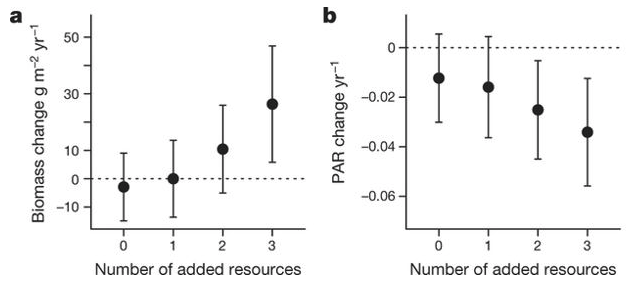 a
Biomass change g m⁻² yr⁻¹
50
30
10
0
−10
0 1 2 3
Number of added resources
b
PAR change yr⁻¹
0
−0.02
−0.04
−0.06
0 1 2 3
Number of added resources